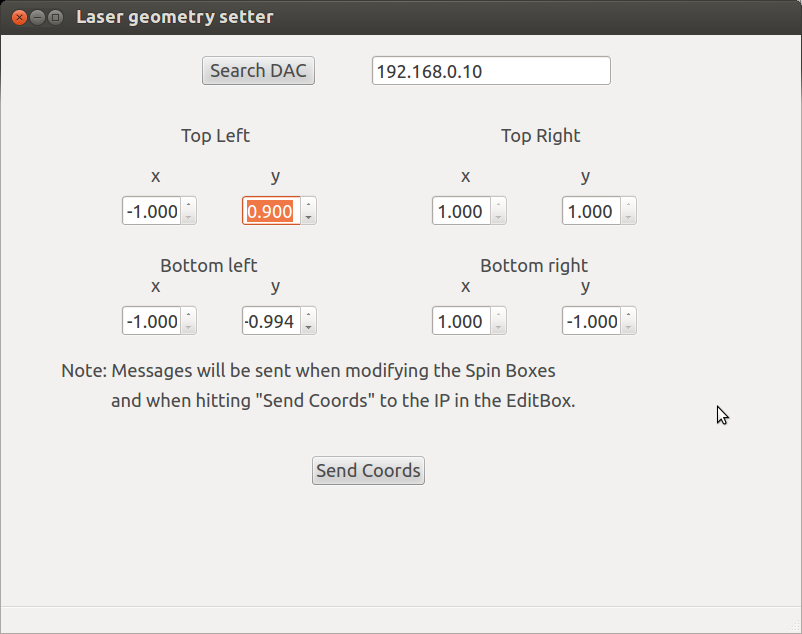 Laser geometry setter
Search DAC 192.168.0.10
Top Left Top Right
x y x y
-1.000 0.900 1.000 1.000
Bottom left Bottom right
x y x y
-1.000 -0.994 1.000 -1.000
Note: Messages will be sent when modifying the Spin Boxes
and when hitting "Send Coords" to the IP in the EditBox.
Send Coords